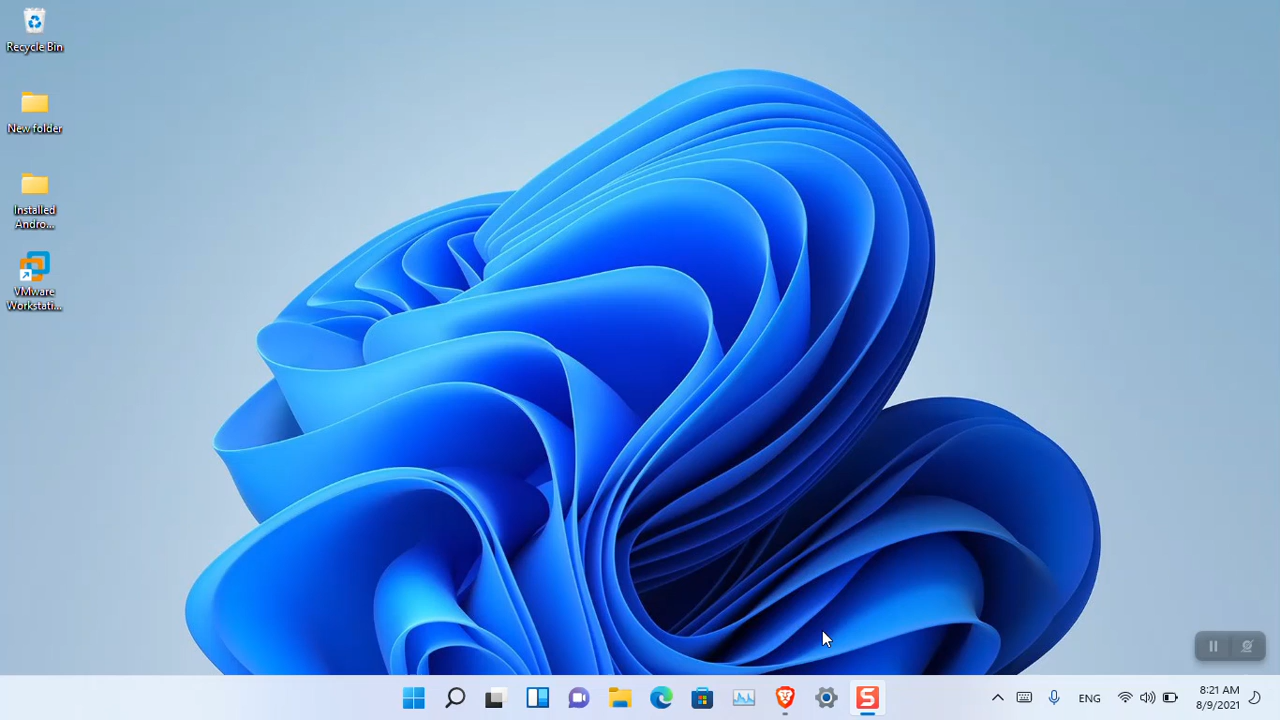 Recycle Bin
New folder
Installed
Andro...
VMware
Workstati...
S
ENG
8:21 AM
8/9/2021